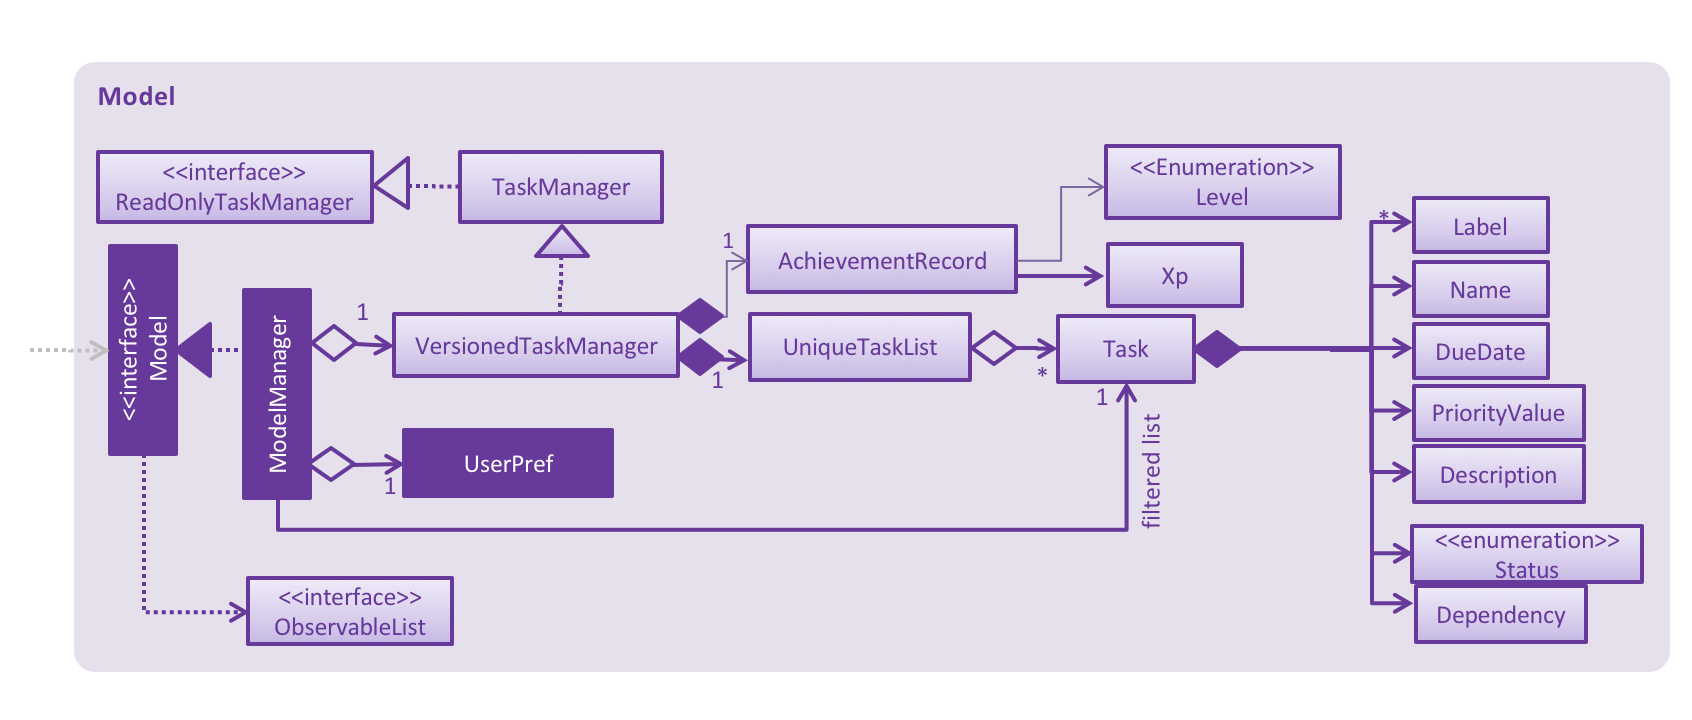 Model
<<interface>>
ReadOnlyTaskManager
TaskManager
<<Enumeration>>
Level
<<interface>>
Model
ModelManager
1
VersionedTaskManager
1
AchievementRecord
Xp
1
UniqueTaskList
*
Task
1
filtered list
*
Label
Name
DueDate
PriorityValue
Description
<<enumeration>>
Status
Dependency
1
UserPref
<<interface>>
ObservableList